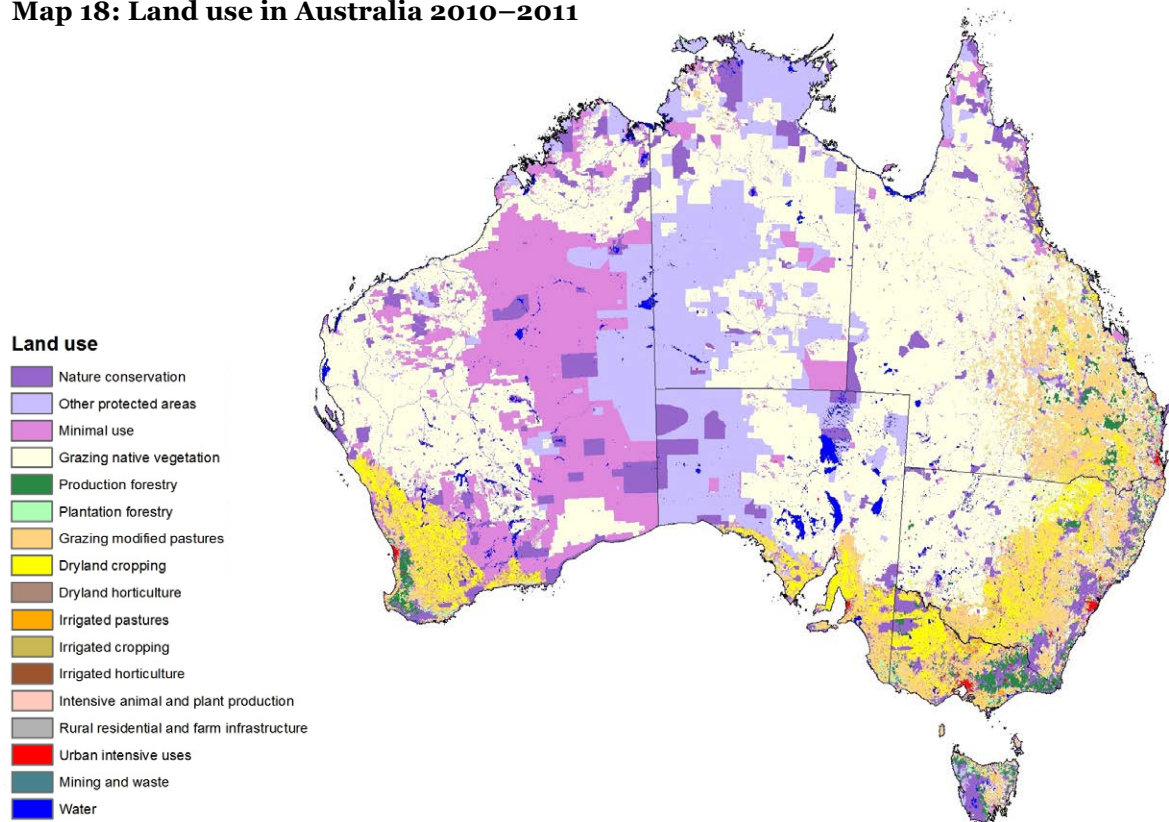 Map 18: Land use in Australia 2010–2011
Land use
Nature conservation
Other protected areas
Minimal use
Grazing native vegetation
Production forestry
Plantation forestry
Grazing modified pastures
Dryland cropping
Dryland horticulture
Irrigated pastures
Irrigated cropping
Irrigated horticulture
Intensive animal and plant production
Rural residential and farm infrastructure
Urban intensive uses
Mining and waste
Water